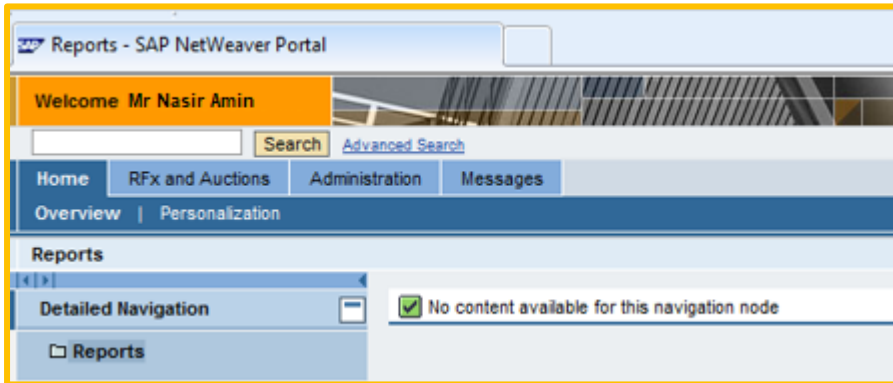 SAP Reports - SAP NetWeaver Portal
Welcome Mr Nasir Amin
Search Advanced Search
Home RFx and Auctions Administration Messages
Overview | Personalization
Reports
Detailed Navigation
No content available for this navigation node
Reports